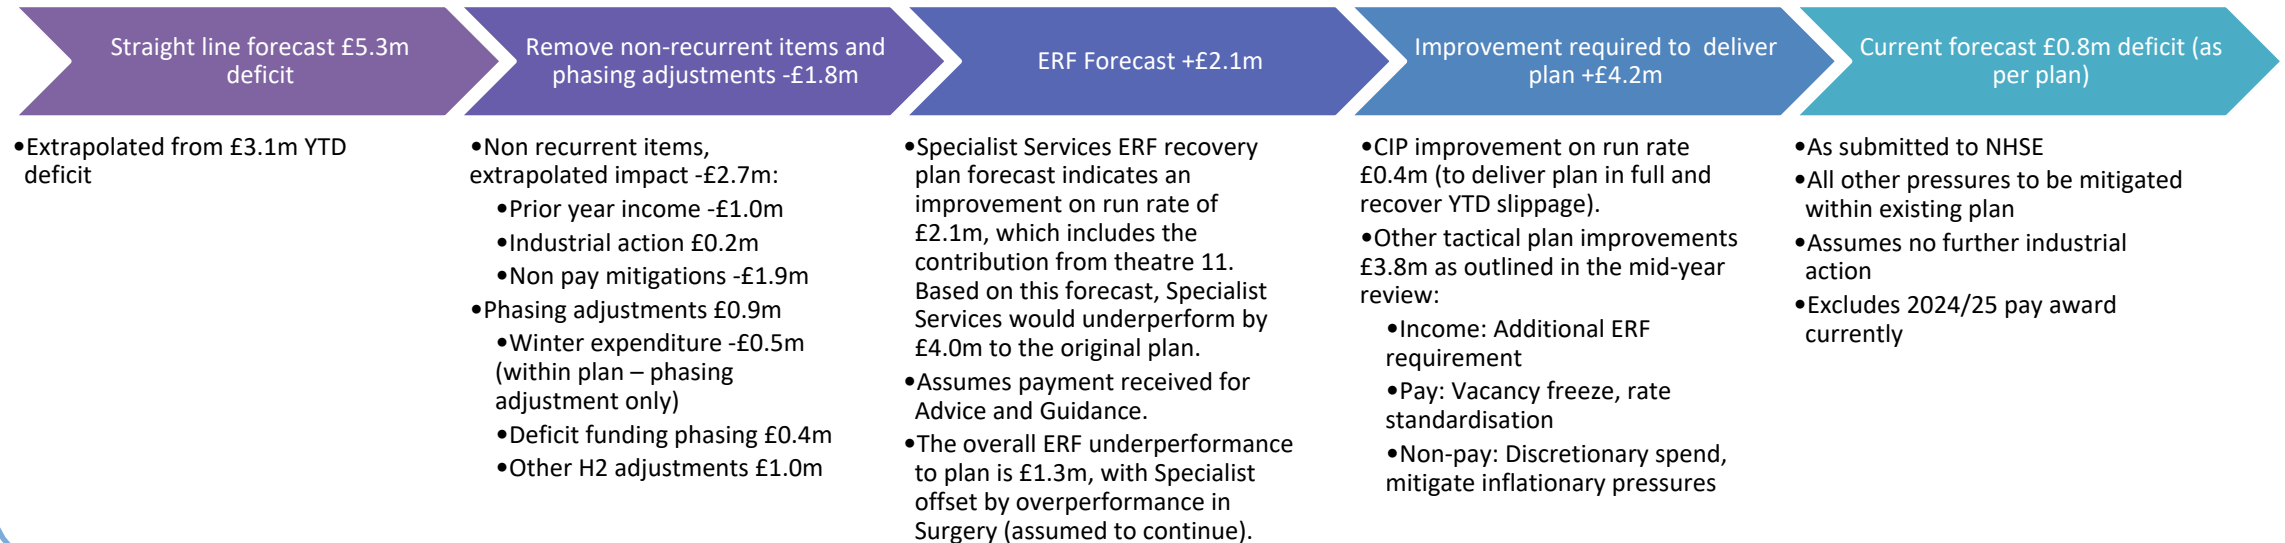 Straight line forecast £5.3m
deficit
Remove non-recurrent items and
phasing adjustments -£1.8m
ERF Forecast +£2.1m
Improvement required to  deliver
plan +£4.2m
Current forecast £0.8m deficit (as
per plan)
•Extrapolated from £3.1m YTD
deficit
•Non recurrent items,
extrapolated impact -£2.7m:
•Prior year income -£1.0m
•Industrial action £0.2m
•Non pay mitigations -£1.9m
•Phasing adjustments £0.9m
•Winter expenditure -£0.5m
(within plan – phasing
adjustment only)
•Deficit funding phasing £0.4m
•Other H2 adjustments £1.0m
•Specialist Services ERF recovery
plan forecast indicates an
improvement on run rate of
£2.1m, which includes the
contribution from theatre 11.
Based on this forecast, Specialist
Services would underperform by
£4.0m to the original plan.
•Assumes payment received for
Advice and Guidance.
•The overall ERF underperformance
to plan is £1.3m, with Specialist
offset by overperformance in
Surgery (assumed to continue).
•CIP improvement on run rate
£0.4m (to deliver plan in full and
recover YTD slippage).
•Other tactical plan improvements
£3.8m as outlined in the mid-year
review:
•Income: Additional ERF
requirement
•Pay: Vacancy freeze, rate
standardisation
•Non-pay: Discretionary spend,
mitigate inflationary pressures
•As submitted to NHSE
•All other pressures to be mitigated
within existing plan
•Assumes no further industrial
action
•Excludes 2024/25 pay award
currently